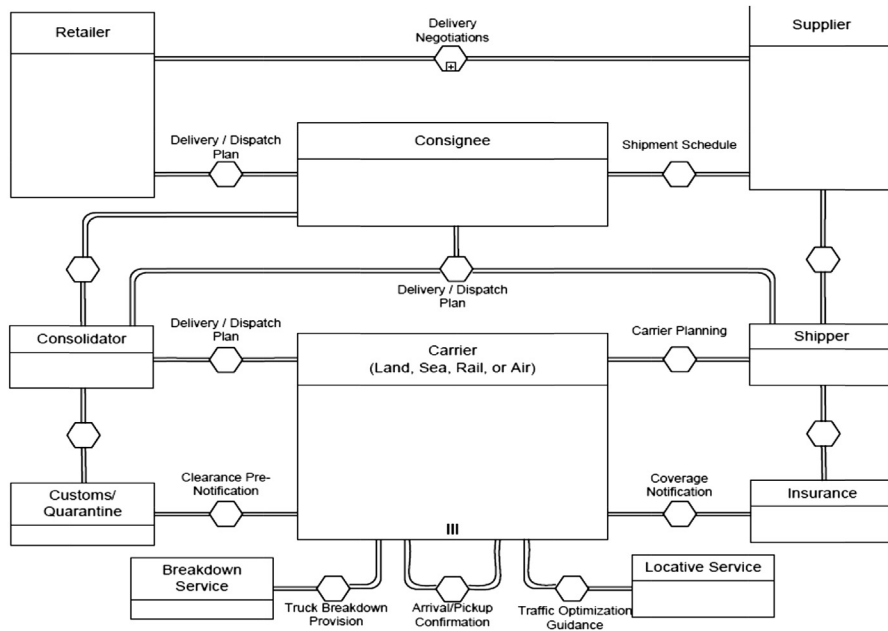 Retailer
Delivery
Negotiations
Supplier
Delivery / Dispatch
Plan
Consignee
Shipment Schedule
Delivery / Dispatch
Plan
Consolidator
Delivery / Dispatch
Plan
Carrier
(Land, Sea, Rail, or Air)
Carrier Planning
Shipper
Customs/
Quarantine
Clearance Pre-
Notification
Coverage
Notification
Insurance
Breakdown
Service
Truck Breakdown
Provision
Arrival/Pickup
Confirmation
Traffic Optimization
Guidance
Locative Service